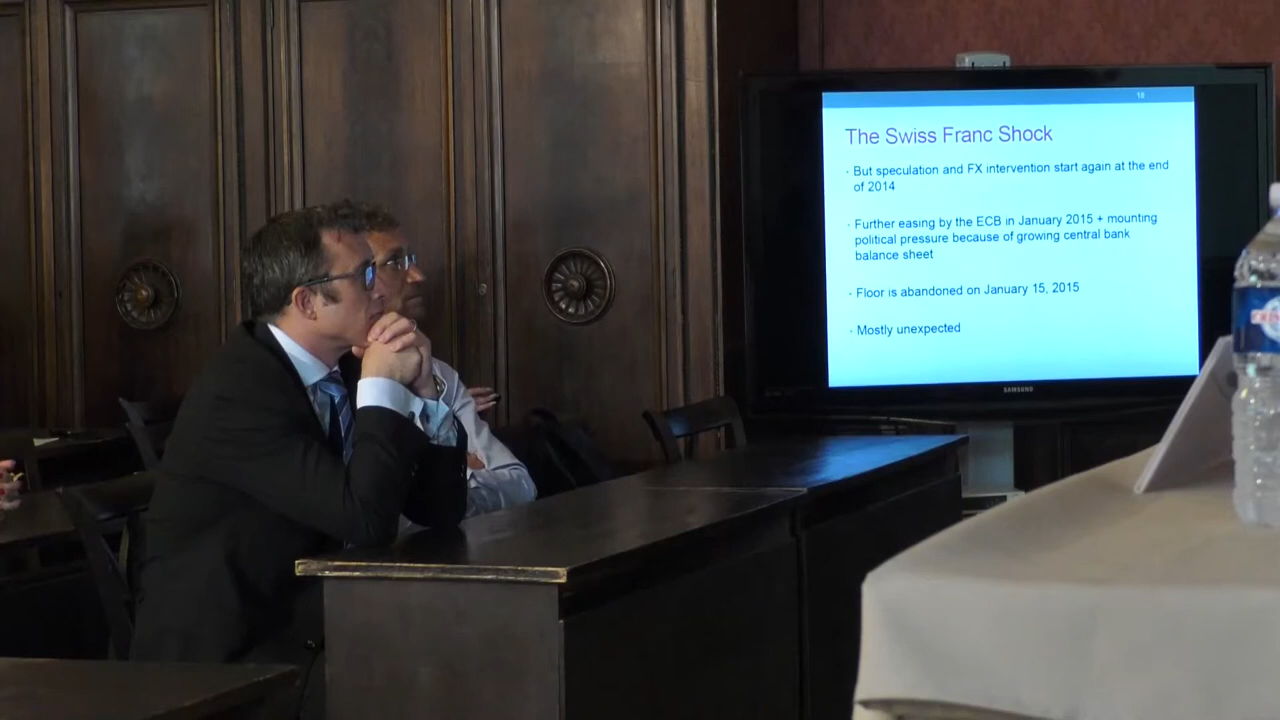 18
The Swiss Franc Shock
· But speculation and FX intervention start again at the end
of 2014
· Further easing by the ECB in January 2015 + mounting
political pressure because of growing central bank
balance sheet
· Floor is abandoned on January 15, 2015
· Mostly unexpected
SAMSUNG